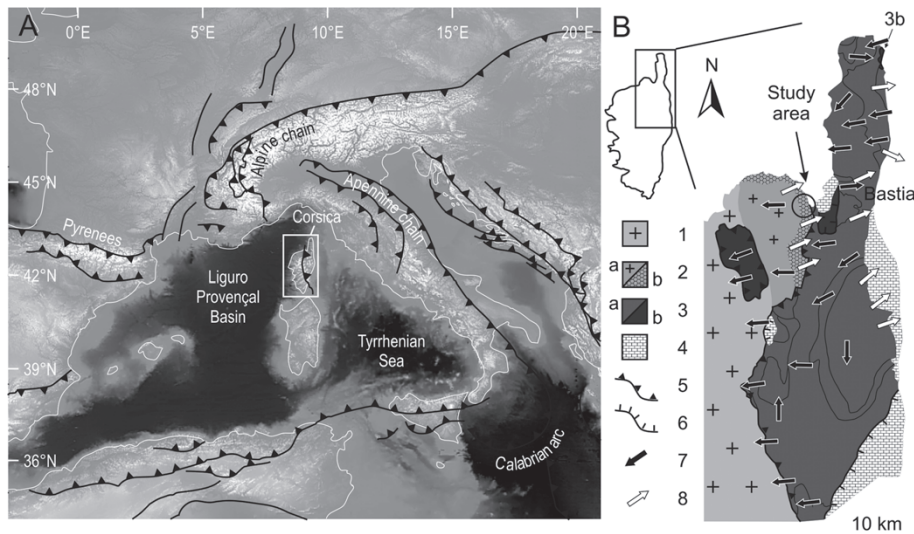 A
0°E
5°E
10°E
15°E
20°E
48°N
45°N
42°N
39°N
36°N
Alpine chain
Apennine chain
Pyrenees
Corsica
Liguro
Provençal
Basin
Tyrrhenian
Sea
Calabrian arc
B
3b
N
Study
area
Bastia
1
a
b
2
a
b
3
4
5
6
7
8
10 km